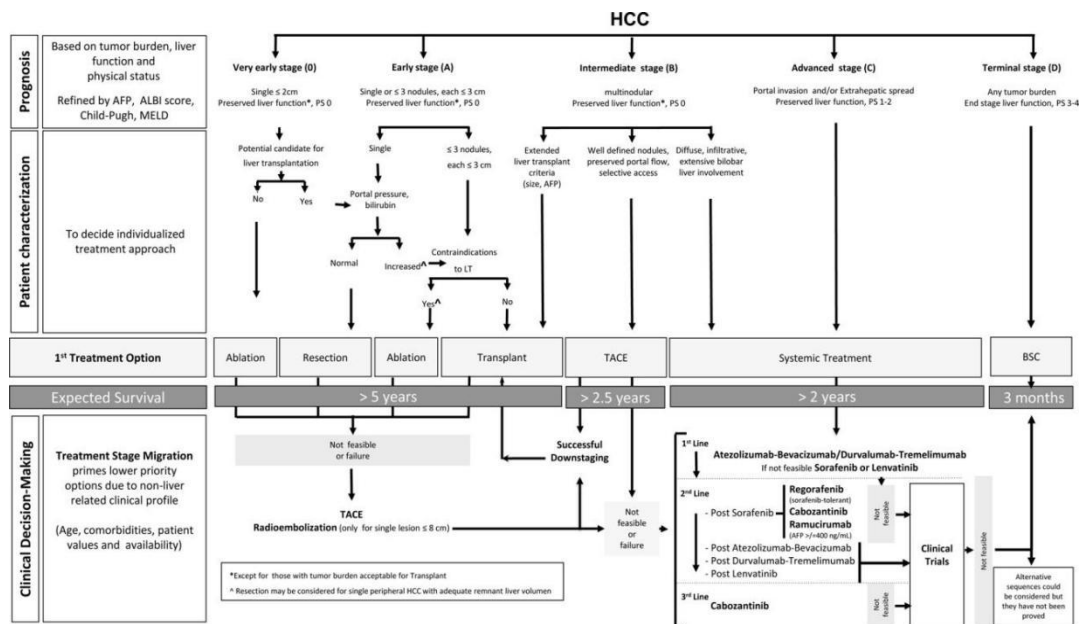 HCC
Prognosis
Based on tumor burden, liver
function and
physical status
Refined by AFP, ALBI score,
Child-Pugh, MELD
Very early stage (0)
Single ≤ 2cm
Preserved liver function*, PS 0
Early stage (A)
Single or ≤ 3 nodules, each ≤ 3 cm
Preserved liver function*, PS 0
Intermediate stage (B)
multinodular
Preserved liver function*, PS 0
Advanced stage (C)
Portal invasion and/or Extrahepatic spread
Preserved liver function, PS 1-2
Terminal stage (D)
Any tumor burden
End stage liver function, PS 3-4
Patient characterization
To decide individualized
treatment approach
Potential candidate for
liver transplantation
No
Yes
Single
≤ 3 nodules,
each ≤ 3 cm
Portal pressure,
bilirubin
Normal
Increased^
Contraindications
to LT
Yes^
No
Extended
liver transplant
criteria
(size, AFP)
Well defined nodules,
preserved portal flow,
selective access
Diffuse, infiltrative,
extensive bilobar
liver involvement
1st Treatment Option
Ablation
Resection
Ablation
Transplant
TACE
Systemic Treatment
BSC
Expected Survival
> 5 years
> 2.5 years
> 2 years
3 months
Clinical Decision-Making
Treatment Stage Migration
primes lower priority
options due to non-liver
related clinical profile
(Age, comorbidities, patient
values and availability)
Not feasible
or failure
TACE
Radioembolization (only for single lesion ≤ 8 cm)
Successful
Downstaging
Not
feasible
or
failure
*Except for those with tumor burden acceptable for Transplant
^ Resection may be considered for single peripheral HCC with adequate remnant liver volumen
1st Line
Atezolizumab-Bevacizumab/Durvalumab-Tremelimumab
If not feasible Sorafenib or Lenvatinib
2nd Line
- Post Sorafenib
Regorafenib
(sorafenib-tolerant)
Cabozantinib
Ramucirumab
(AFP >/=400 ng/mL)
Not
feasible
- Post Atezolizumab-Bevacizumab
- Post Durvalumab-Tremelimumab
- Post Lenvatinib
3rd Line
Cabozantinib
Not
feasible
Clinical
Trials
Not feasible
Alternative
sequences could
be considered but
they have not been
proved